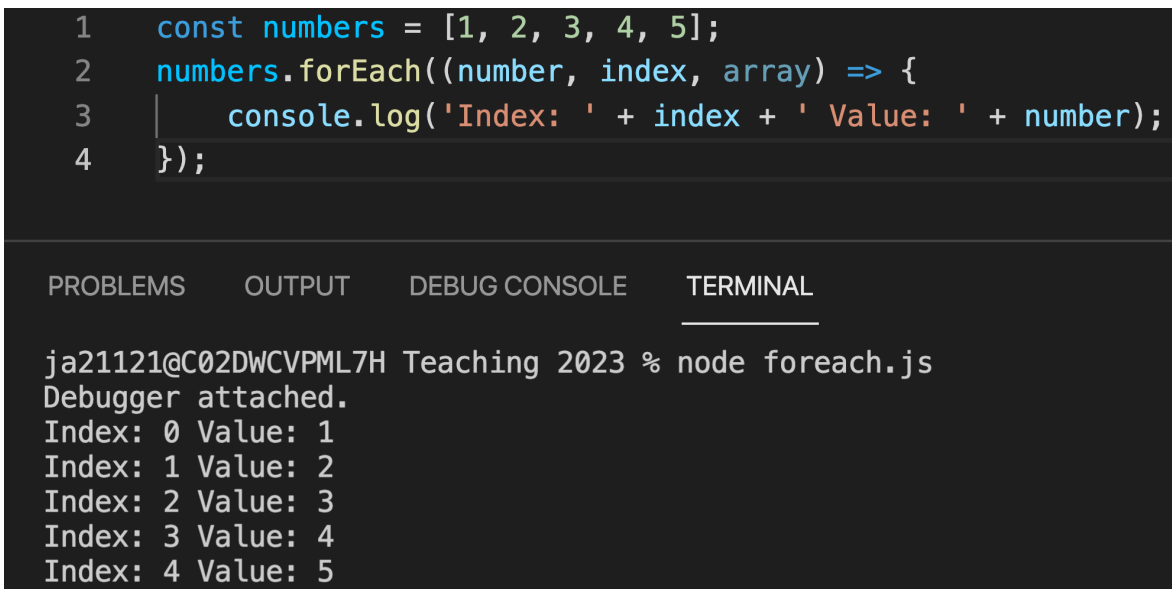 1 const numbers = [1, 2, 3, 4, 5];
2 numbers.forEach((number, index, array) => {
3 console.log('Index: ' + index + ' Value: ' + number);
4 });
PROBLEMS OUTPUT DEBUG CONSOLE TERMINAL
ja21121@C02DWCVPML7H Teaching 2023 % node foreach.js
Debugger attached.
Index: 0 Value: 1
Index: 1 Value: 2
Index: 2 Value: 3
Index: 3 Value: 4
Index: 4 Value: 5